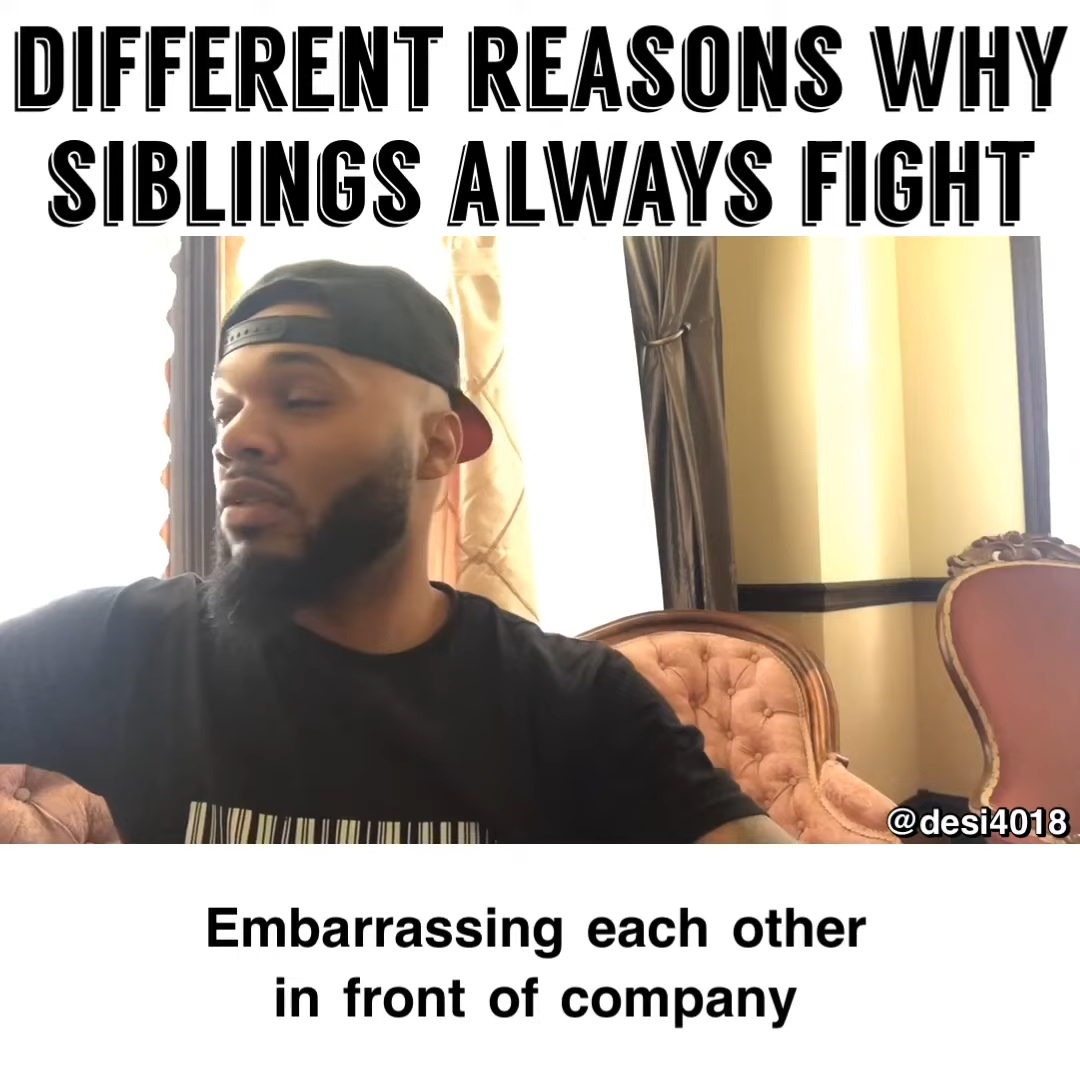 DIFFERENT REASONS WHY
SIBLINGS ALWAYS FIGHT
@desi4018
Embarrassing each other
in front of company